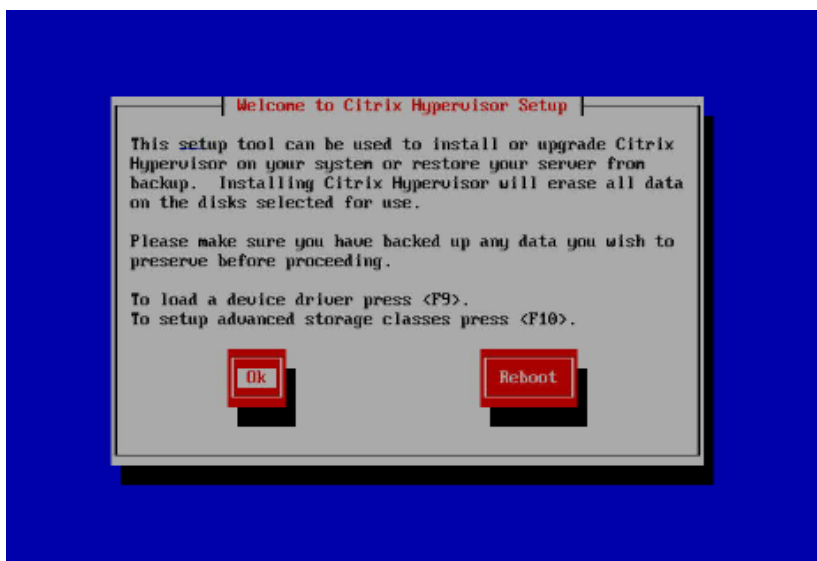 Welcome to Citrix Hypervisor Setup
This setup tool can be used to install or upgrade Citrix
Hypervisor on your system or restore your server from
backup.  Installing Citrix Hypervisor will erase all data
on the disks selected for use.
Please make sure you have backed up any data you wish to
preserve before proceeding.
To load a device driver press <F9>.
To setup advanced storage classes press <F10>.
Ok
Reboot